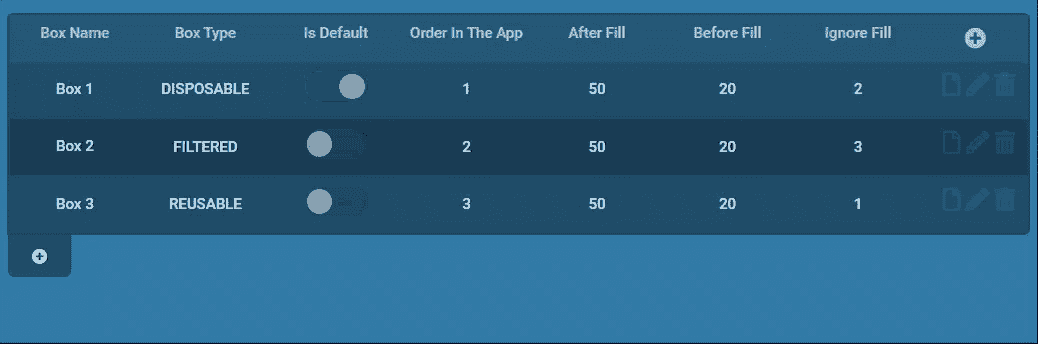 Box Name Box Type Is Default Order In The App After Fill Before Fill Ignore Fill
Box 1 DISPOSABLE 1 50 20 2
Box 2 FILTERED 2 50 20 3
Box 3 REUSABLE 3 50 20 1